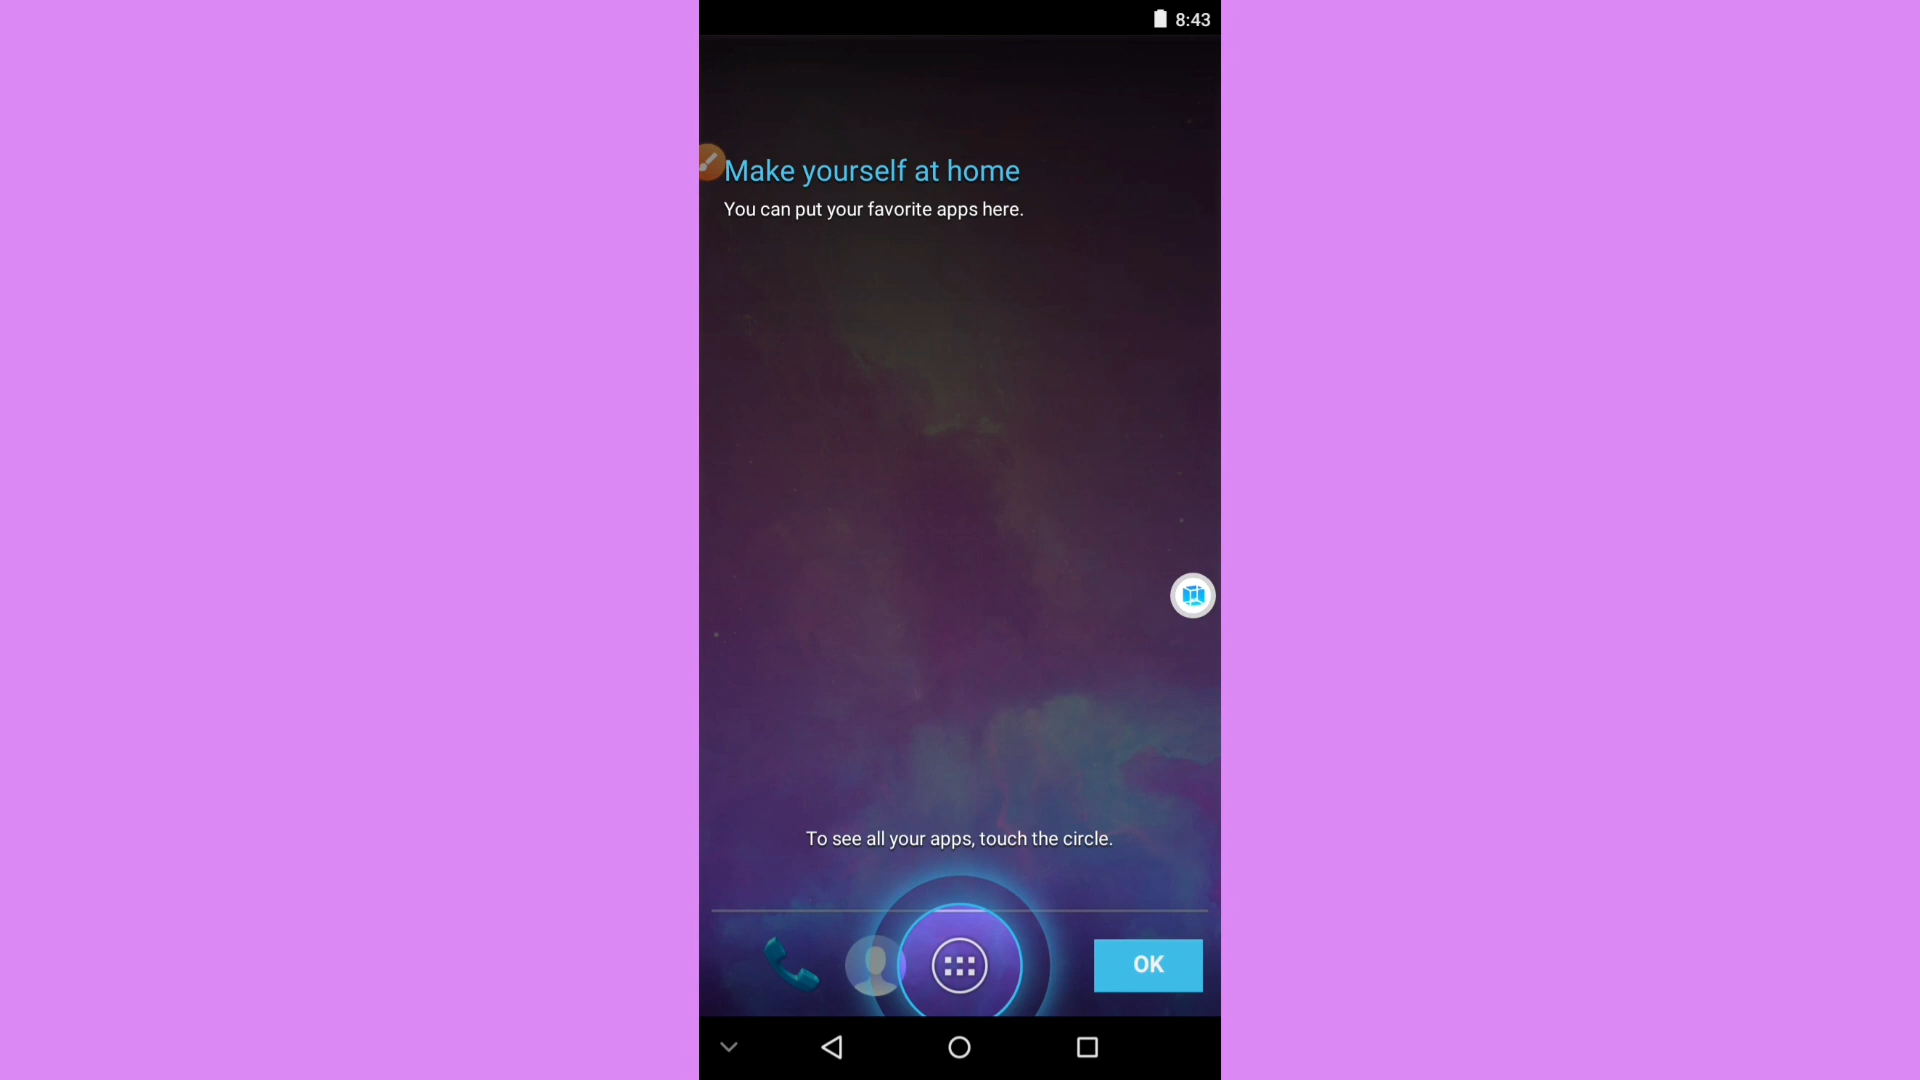 8:43
Make yourself at home
You can put your favorite apps here.
To see all your apps, touch the circle.
OK